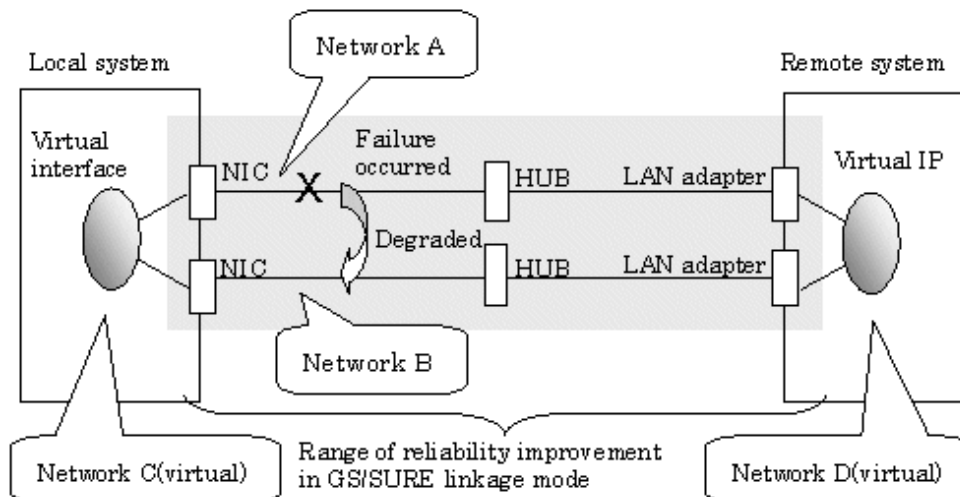 Network A
Local system
Remote system
Virtual
interface
Failure
occurred
Virtual IP
NIC
HUB
LAN adapter
X
Degraded
NIC
HUB
LAN adapter
Network B
Range of reliability improvement
in GS/SURE linkage mode
Network C(virtual)
Network D(virtual)